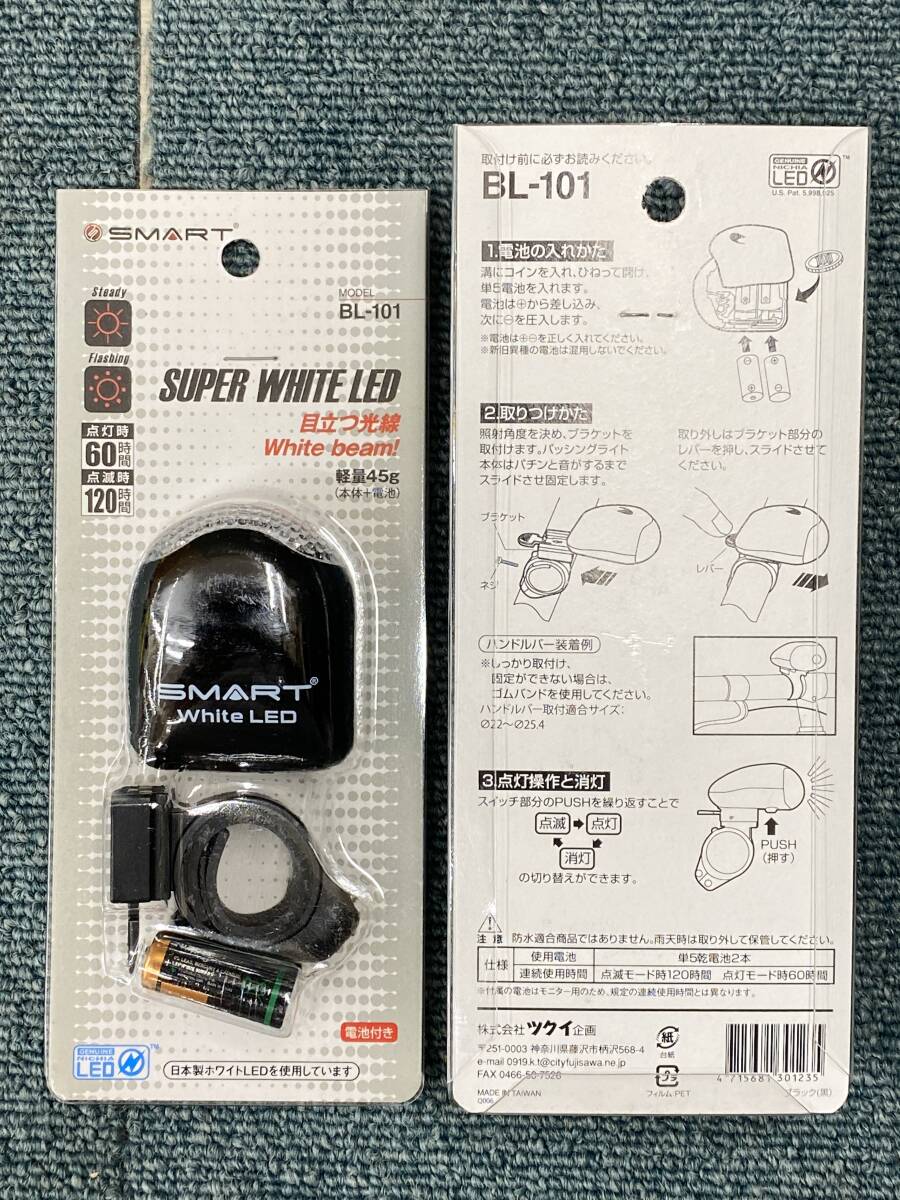 SMART
Steady
Flashing
MODEL
BL-101
SUPER WHITE LED
目立つ光線
White beam!
点灯時
60時間
点滅時
120時間
軽量45g
(本体+電池)
SMART®
White LED
電池付き
GENUINE
NICHIA
LED
TM
日本製ホワイトLEDを使用しています
取付け前に必ずお読みください。
BL-101
GENUINE
NICHIA
LED
TM
U.S. Pat. 5,998,925
1.電池の入れかた
溝にコインを入れ、ひねって開け、
単5電池を入れます。
電池は⊕から差し込み、
次に⊖を圧入します。
※電池は⊕⊖を正しく入れてください。
※新旧異種の電池は混用しないでください。
2.取りつけかた
照射角度を決め、ブラケットを
取付けます。パッシングライト
本体はパチンと音がするまで
スライドさせ固定します。
取り外しはブラケット部分の
レバーを押し、スライドさせて
ください。
ブラケット
ネジ
レバー
ハンドルバー装着例
※しっかり取付け、
固定ができない場合は、
ゴムバンドを使用してください。
ハンドルバー取付適合サイズ:
∅22〜∅25.4
3.点灯操作と消灯
スイッチ部分のPUSHを繰り返すことで
点滅 ➡ 点灯
消灯
の切り替えができます。
PUSH
(押す)
注意 防水適合商品ではありません。雨天時は取り外して保管してください。
仕様 使用電池 単5乾電池2本
連続使用時間 点滅モード時120時間 点灯モード時60時間
※付属の電池はモニター用のため、規定の連続使用時間とは異なります。
株式会社 ツクイ企画
〒251-0003 神奈川県藤沢市柄沢568-4
e-mail 0919.k.t@cityfujisawa.ne.jp
FAX 0466-50-7526
MADE IN TAIWAN
Q006
紙
台紙
プラ
フィルム:PET
4 715681 301235
ブラック(黒)